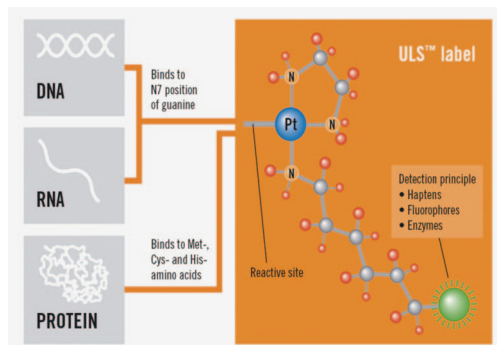 DNA
RNA
PROTEIN
Binds to
N7 position
of guanine
Binds to Met-,
Cys- and His-
amino acids
ULS™ label
N
Pt
N
N
Reactive site
Detection principle
• Haptens
• Fluorophores
• Enzymes